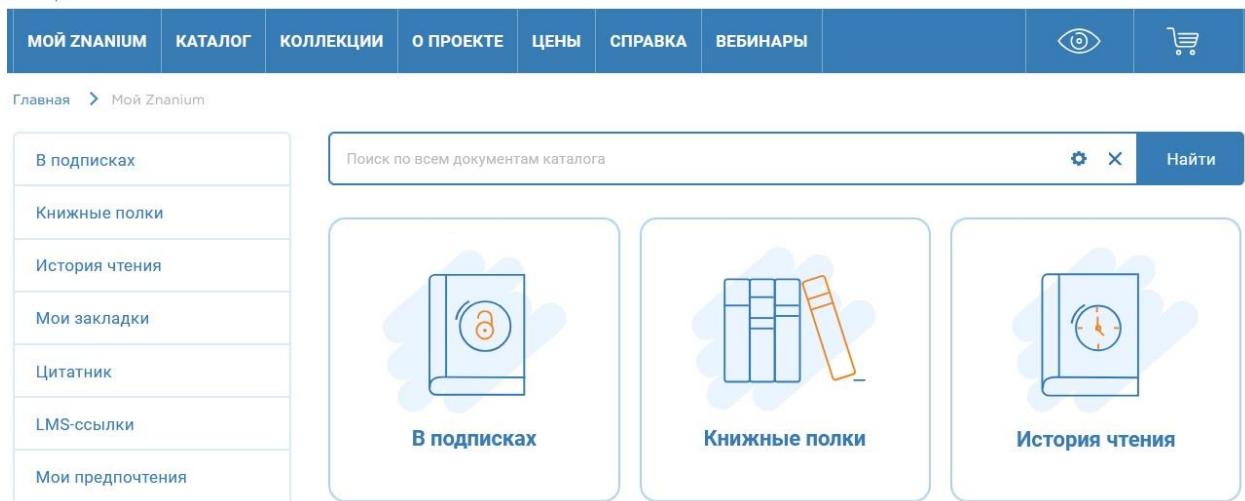 МОЙ ZNANIUM КАТАЛОГ КОЛЛЕКЦИИ О ПРОЕКТЕ ЦЕНЫ СПРАВКА ВЕБИНАРЫ
Главная > Мой Znanium
В подписках
Книжные полки
История чтения
Мои закладки
Цитатник
LMS-ссылки
Мои предпочтения
Поиск по всем документам каталога Найти
В подписках Книжные полки История чтения